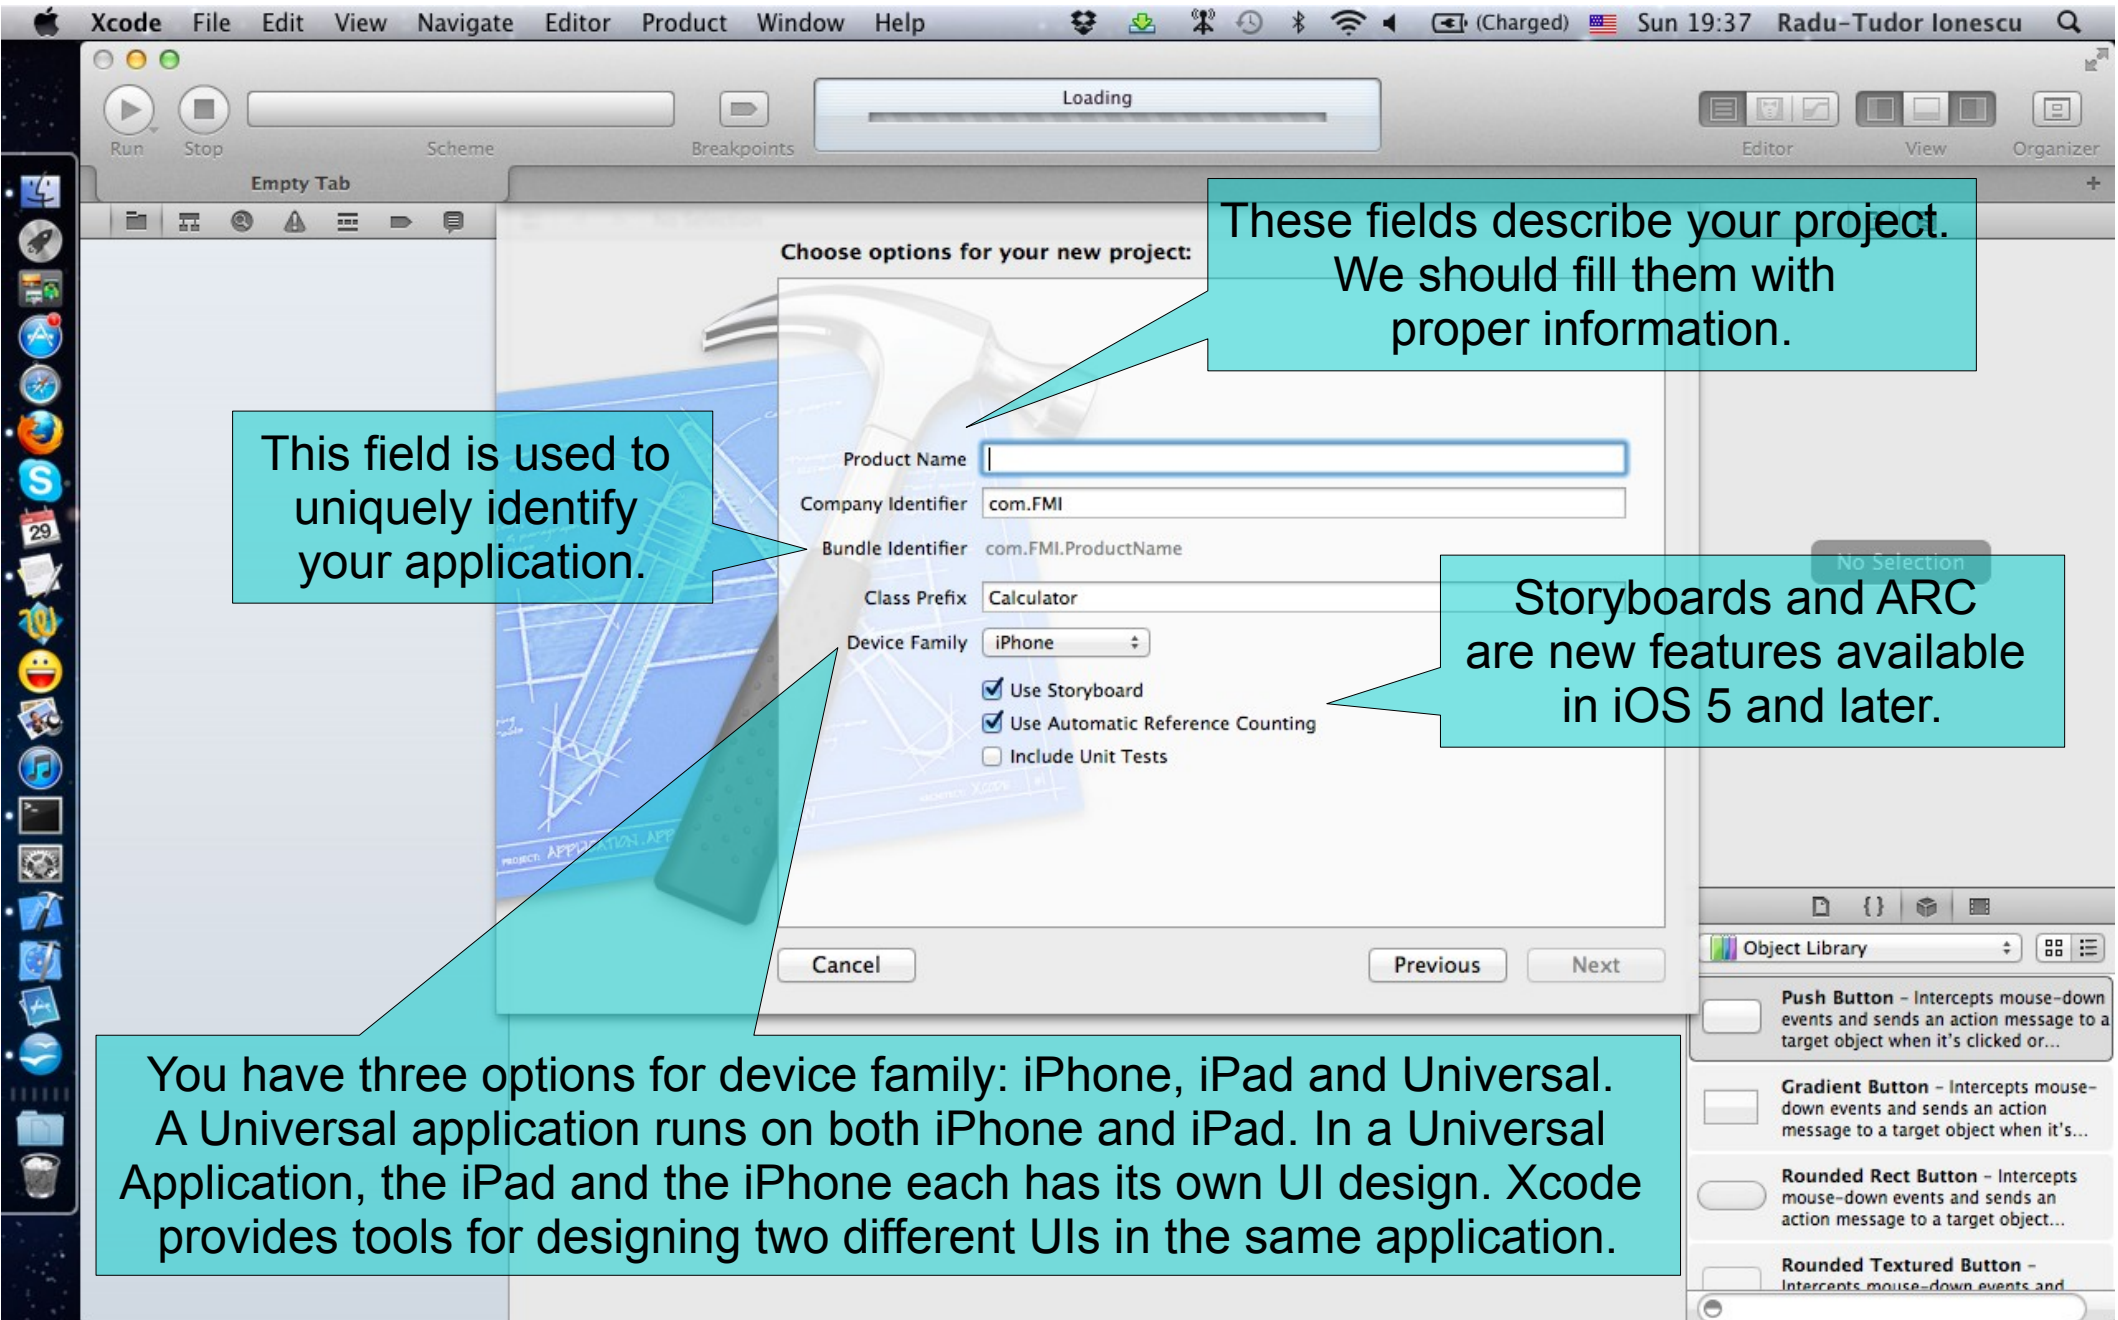 Xcode File Edit View Navigate Editor Product Window Help (Charged) Sun 19:37 Radu-Tudor Ionescu
Loading
Run Stop Scheme Breakpoints Editor View Organizer
Empty Tab
These fields describe your project.
We should fill them with
proper information.
Choose options for your new project:
This field is used to
uniquely identify
your application.
Product Name
Company Identifier com.FMI
Bundle Identifier com.FMI.ProductName
Class Prefix Calculator
Device Family iPhone
Use Storyboard
Use Automatic Reference Counting
Include Unit Tests
No Selection
Storyboards and ARC
are new features available
in iOS 5 and later.
29
PROJECT: APPLICATION.APP
Cancel Previous Next
Object Library
Push Button - Intercepts mouse-down
events and sends an action message to a
target object when it's clicked or...
Gradient Button - Intercepts mouse-
down events and sends an action
message to a target object when it's...
Rounded Rect Button - Intercepts
mouse-down events and sends an
action message to a target object...
Rounded Textured Button -
Intercepts mouse-down events and
You have three options for device family: iPhone, iPad and Universal.
A Universal application runs on both iPhone and iPad. In a Universal
Application, the iPad and the iPhone each has its own UI design. Xcode
provides tools for designing two different UIs in the same application.